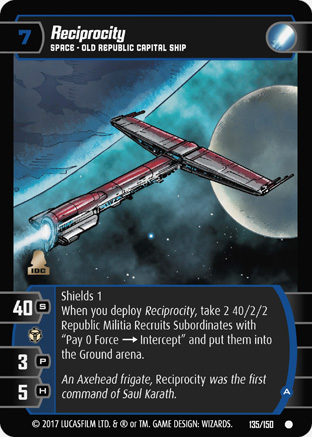 7
Reciprocity
SPACE - OLD REPUBLIC CAPITAL SHIP
IDC
40 S
3 P
5 H
Shields 1
When you deploy Reciprocity, take 2 40/2/2
Republic Militia Recruits Subordinates with
“Pay 0 Force → Intercept” and put them into
the Ground arena.
An Axehead frigate, Reciprocity was the first
command of Saul Karath.
A
© 2017 LUCASFILM LTD. & ® or TM. GAME DESIGN: WIZARDS. 135/150